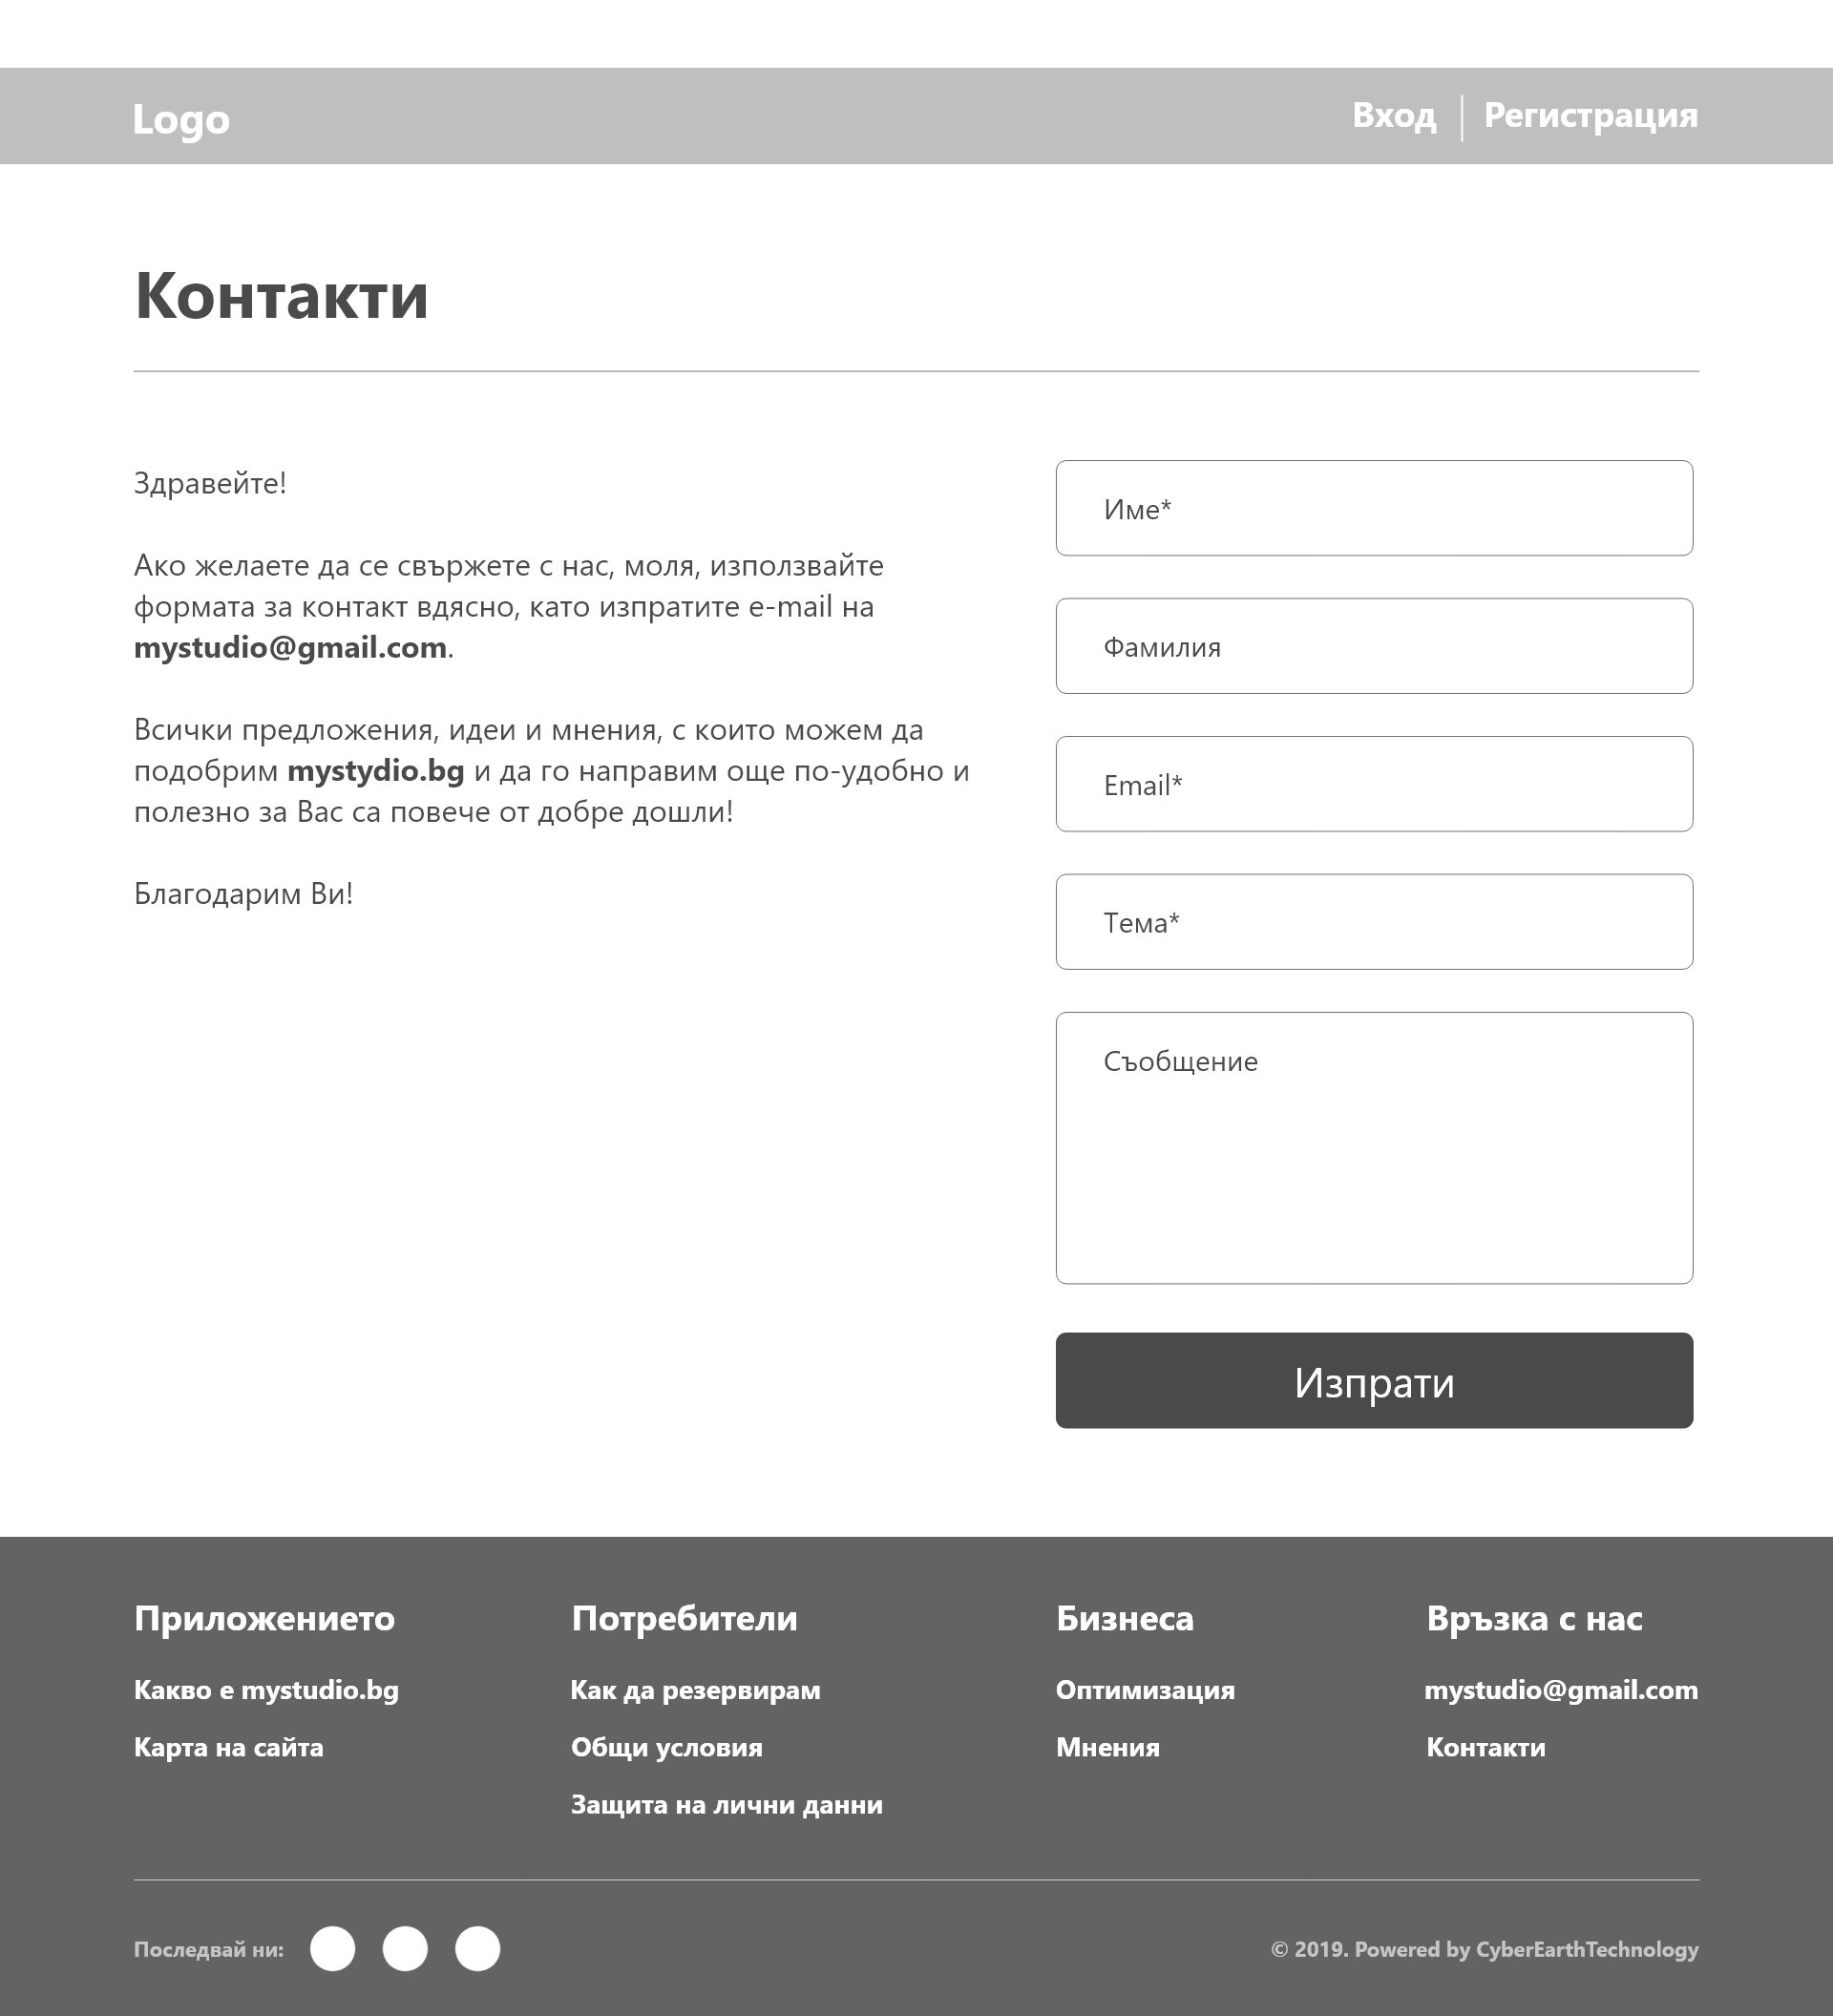 Logo
Вход
Регистрация
Контакти
Здравейте!
Ако желаете да се свържете с нас, моля, използвайте
формата за контакт вдясно, като изпратите e-mail на
mystudio@gmail.com.
Всички предложения, идеи и мнения, с които можем да
подобрим mystydio.bg и да го направим още по-удобно и
полезно за Вас са повече от добре дошли!
Благодарим Ви!
Име*
Фамилия
Email*
Тема*
Съобщение
Изпрати
Приложението
Какво е mystudio.bg
Карта на сайта
Потребители
Как да резервирам
Общи условия
Защита на лични данни
Бизнеса
Оптимизация
Мнения
Връзка с нас
mystudio@gmail.com
Контакти
Последвай ни:
© 2019. Powered by CyberEarthTechnology